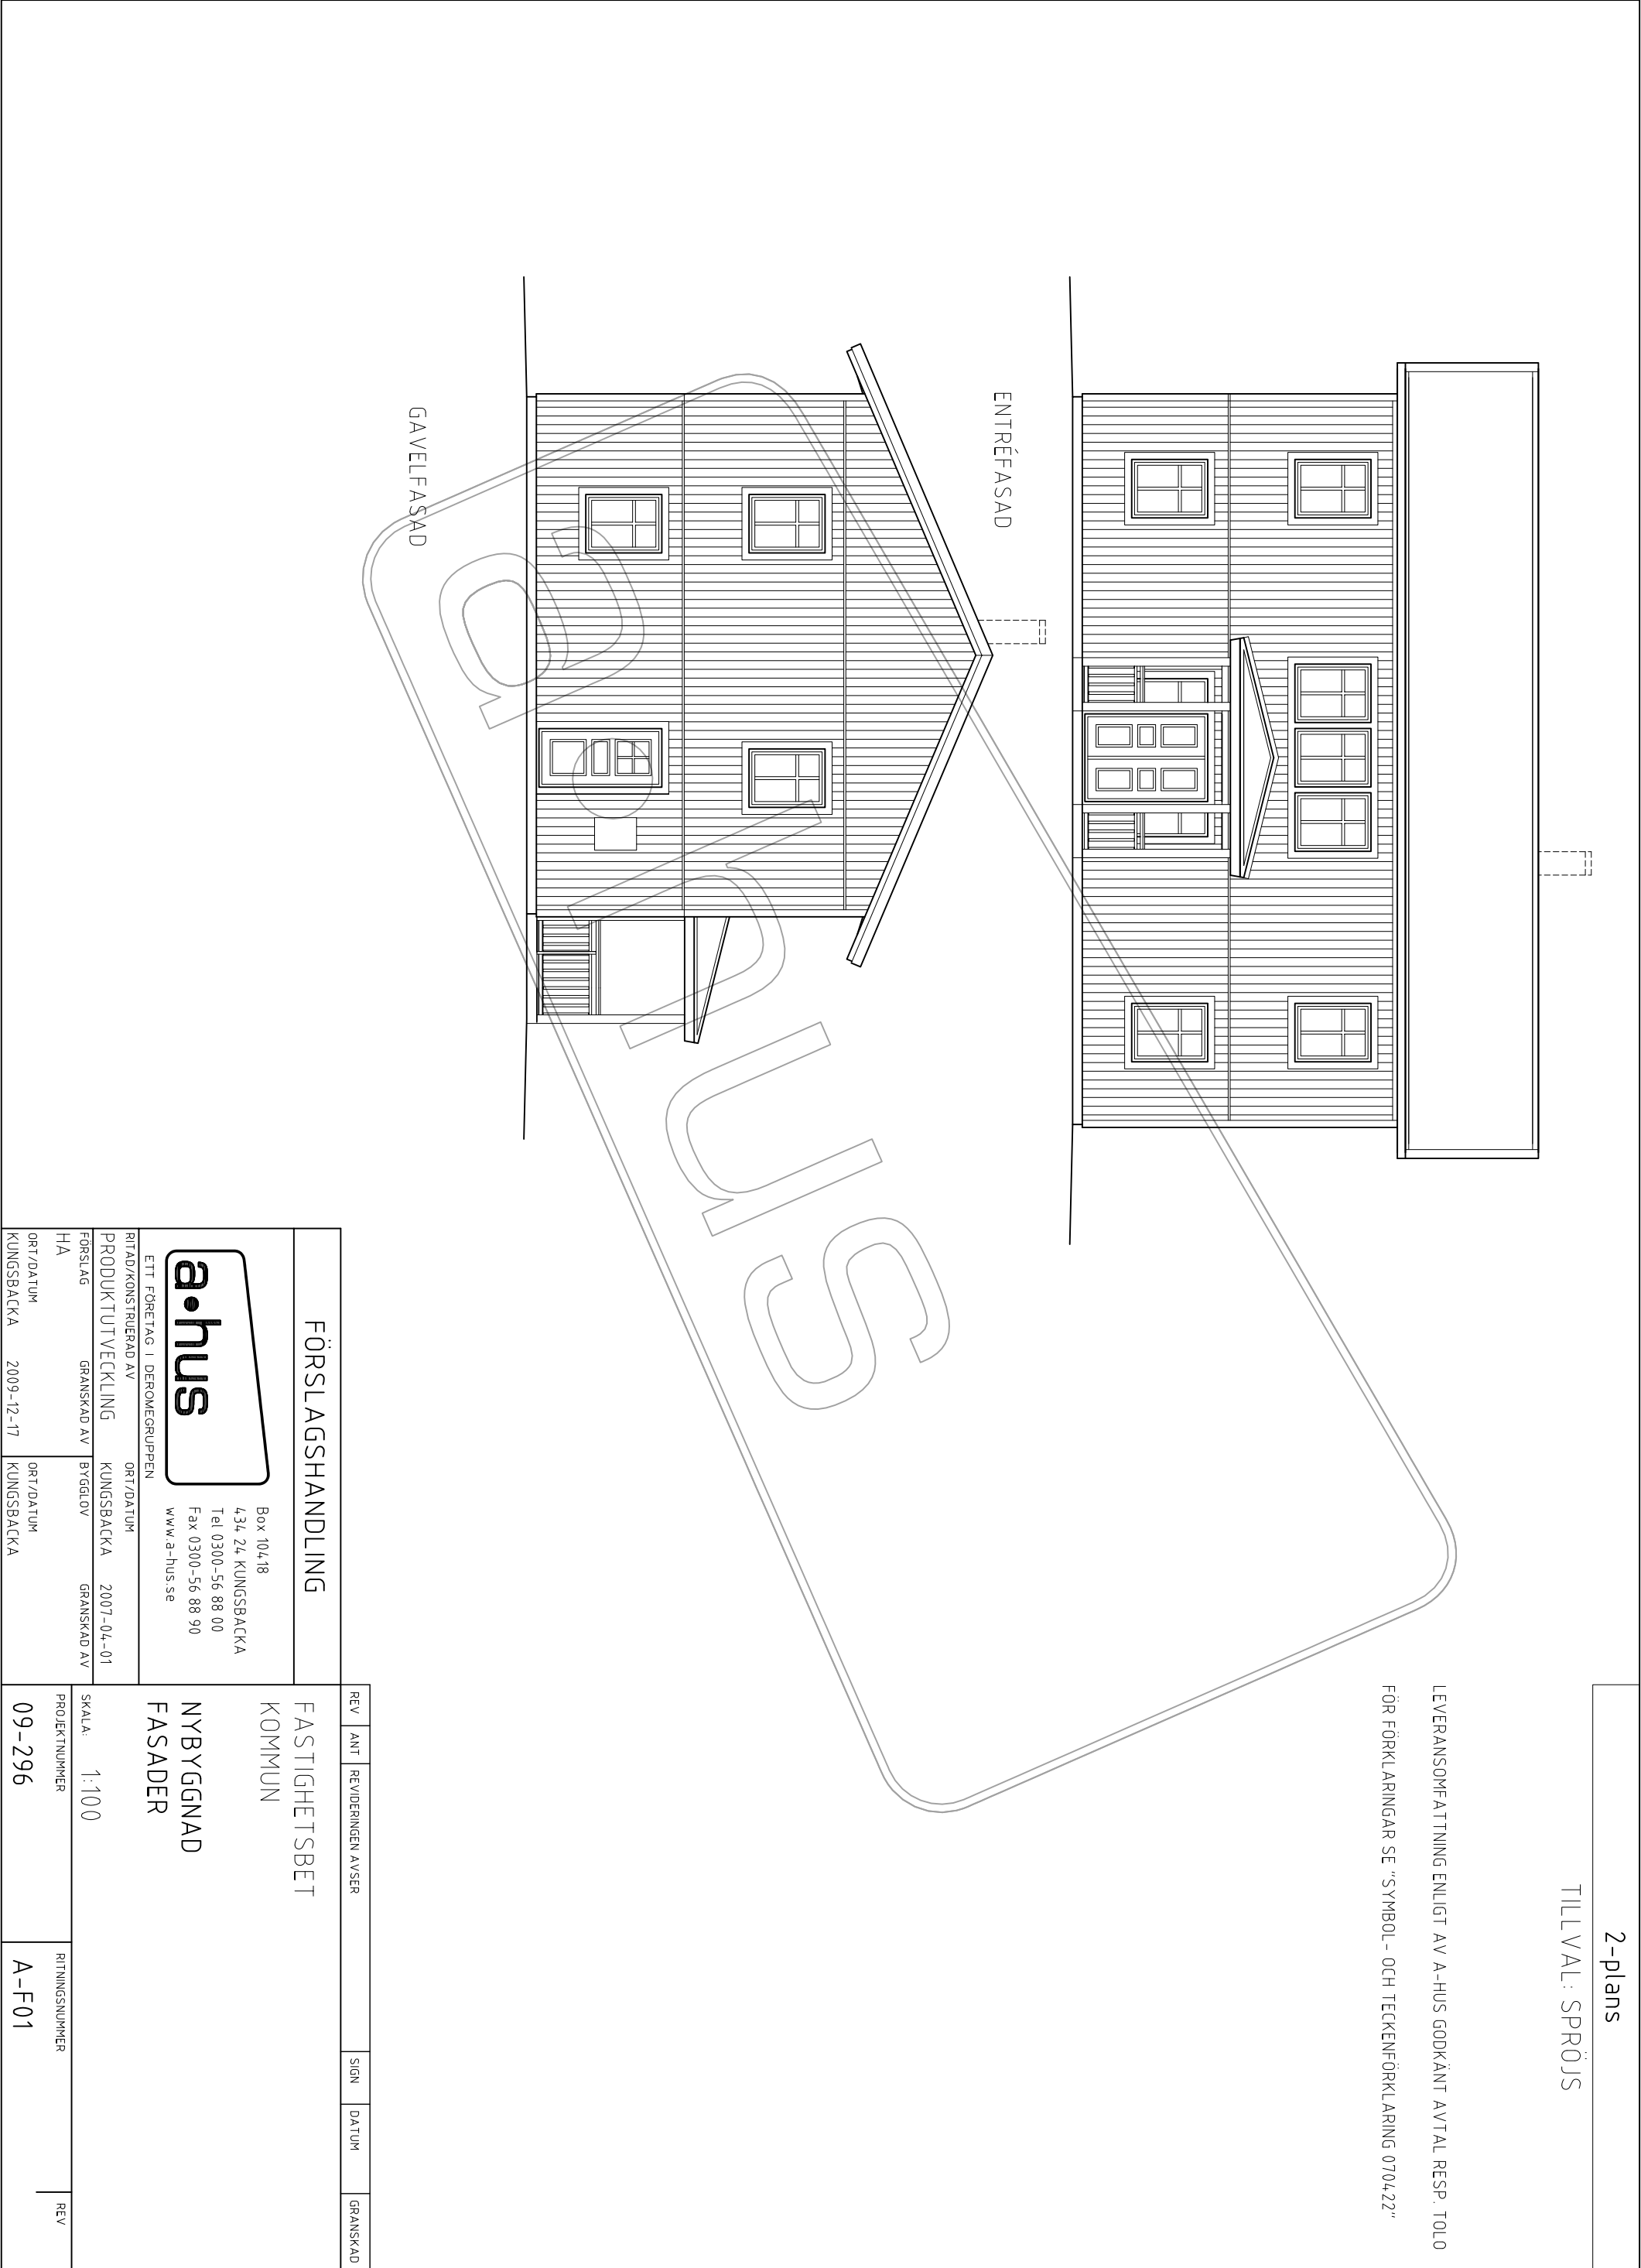 2-plans
TILLVAL: SPRÖJS
LEVERANSOMFATTNING ENLIGT AV A-HUS GODKÄNT AVTAL RESP. TOLO
FÖR FÖRKLARINGAR SE "SYMBOL- OCH TECKENFÖRKLARING 070422"
ENTRÉFASAD
GAVELFASAD
a•hus
REV ANT REVIDERINGEN AVSER SIGN DATUM GRANSKAD
FÖRSLAGSHANDLING
a•hus
ETT FÖRETAG I DEROMEGRUPPEN
Box 10418
434 24 KUNGSBACKA
Tel 0300-56 88 00
Fax 0300-56 88 90
www.a-hus.se
RITAD/KONSTRUERAD AV ORT/DATUM
PRODUKTUTVECKLING KUNGSBACKA 2007-04-01
FÖRSLAG GRANSKAD AV BYGGLOV GRANSKAD AV
HA
ORT/DATUM ORT/DATUM
KUNGSBACKA 2009-12-17 KUNGSBACKA
FASTIGHETSBET
KOMMUN
NYBYGGNAD
FASADER
SKALA: 1:100
PROJEKTNUMMER RITNINGSNUMMER REV
09-296 A-F01